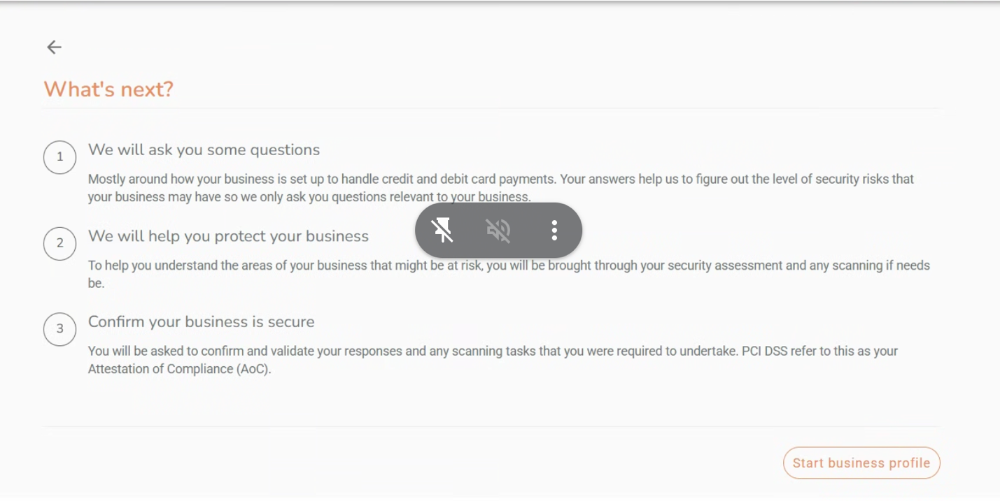 What's next?
1
We will ask you some questions
Mostly around how your business is set up to handle credit and debit card payments. Your answers help us to figure out the level of security risks that
your business may have so we only ask you questions relevant to your business.
2
We will help you protect your business
To help you understand the areas of your business that might be at risk, you will be brought through your security assessment and any scanning if needs
be.
3
Confirm your business is secure
You will be asked to confirm and validate your responses and any scanning tasks that you were required to undertake. PCI DSS refer to this as your
Attestation of Compliance (AoC).
Start business profile